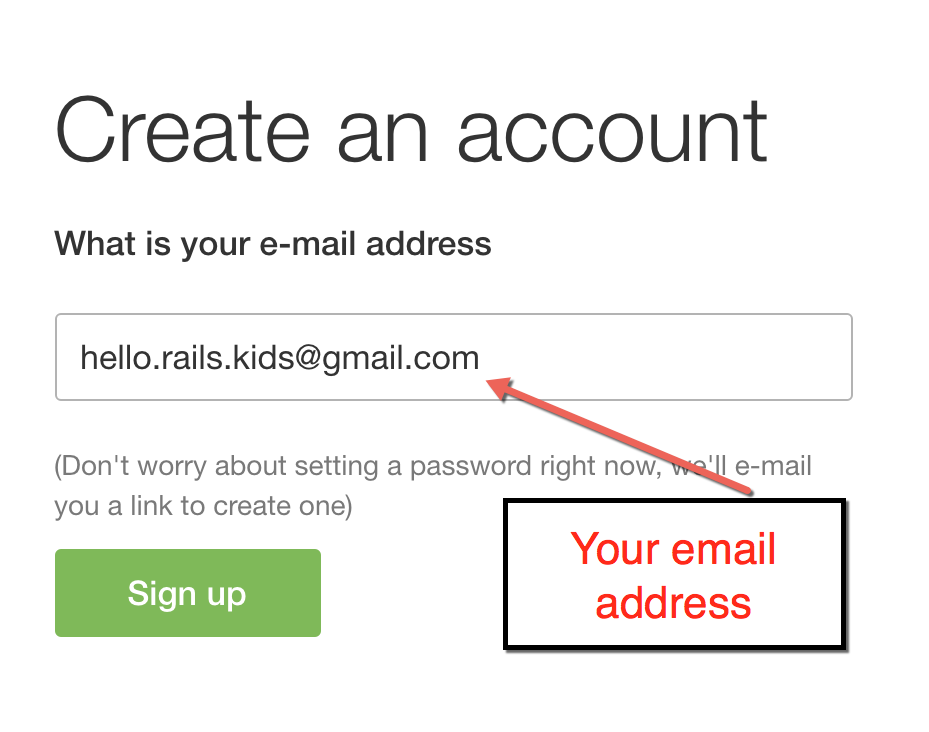 Create an account
What is your e-mail address
hello.rails.kids@gmail.com
(Don't worry about setting a password right now, we'll e-mail
you a link to create one)
Sign up
Your email
address